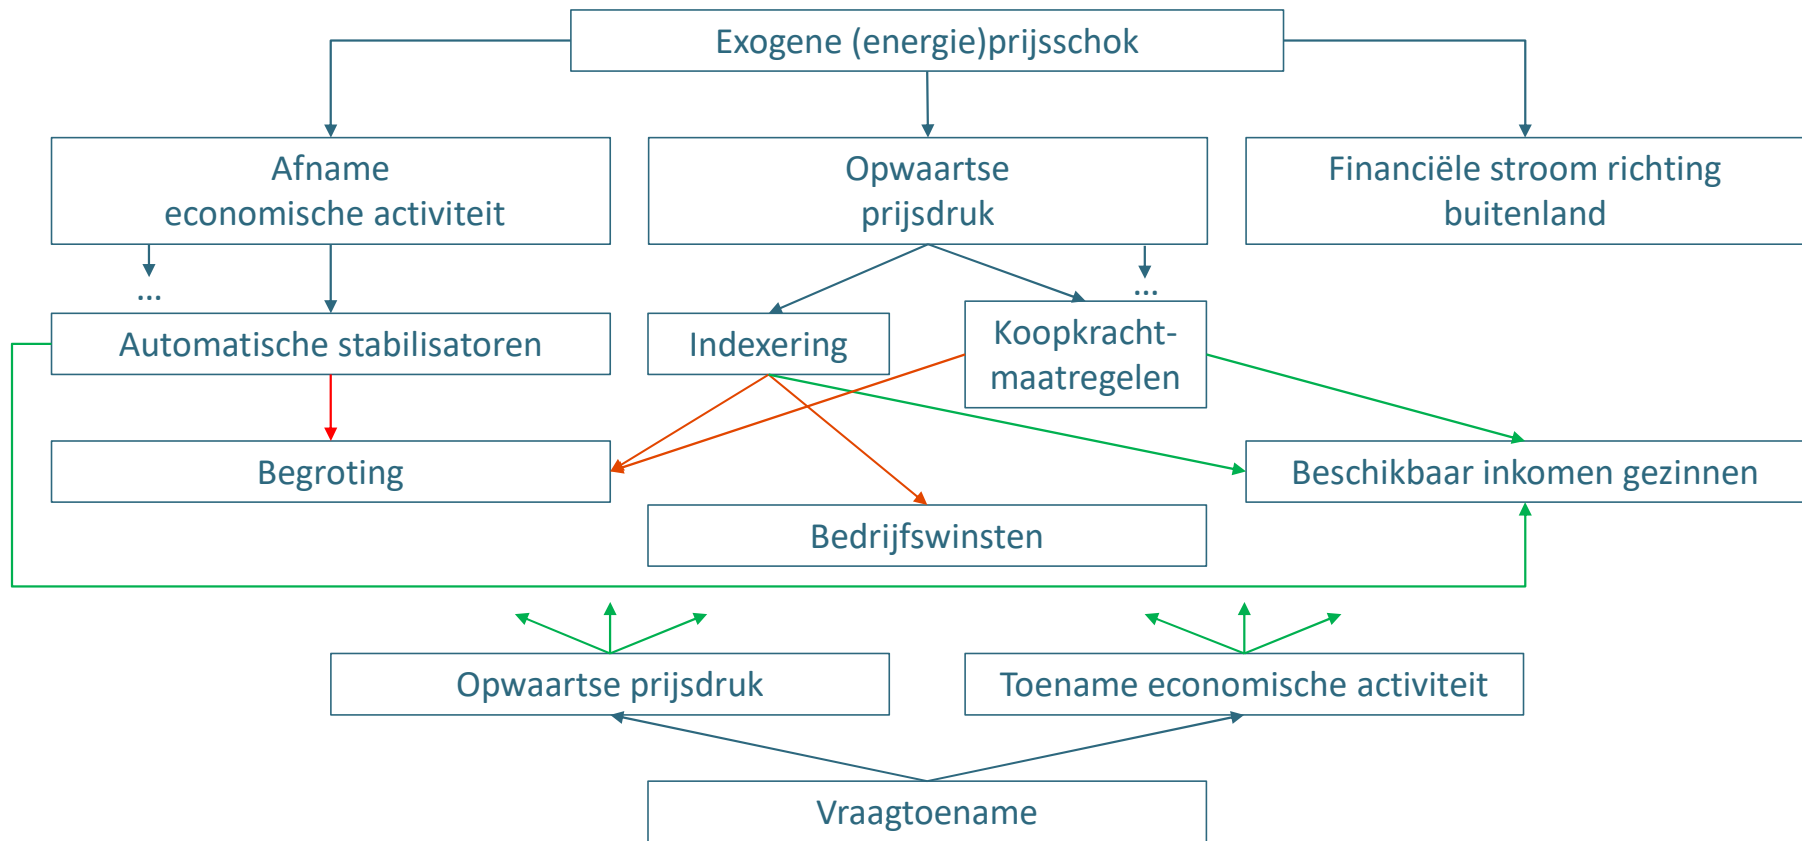 Exogene (energie)prijsschok
Afname
economische activiteit
Opwaartse
prijsdruk
Financiële stroom richting
buitenland
...
...
Automatische stabilisatoren
Indexering
Koopkracht-
maatregelen
Begroting
Beschikbaar inkomen gezinnen
Bedrijfswinsten
Opwaartse prijsdruk
Toename economische activiteit
Vraagtoename